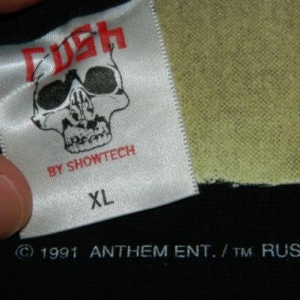 rush
BY SHOWTECH
XL
© 1991 ANTHEM ENT. / TM RUS